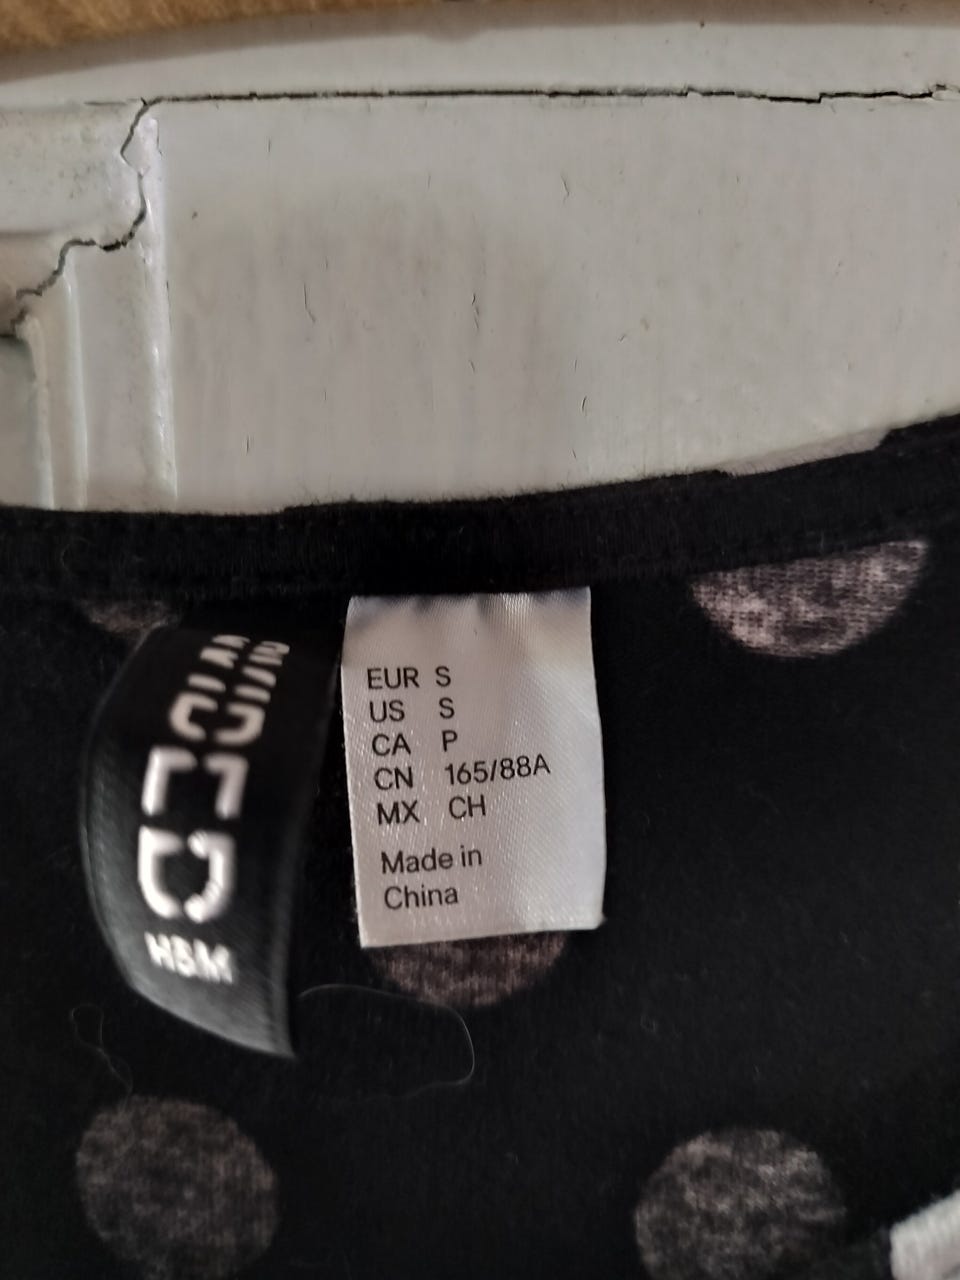 H&M
EUR S
US S
CA P
CN 165/88A
MX CH
Made in
China